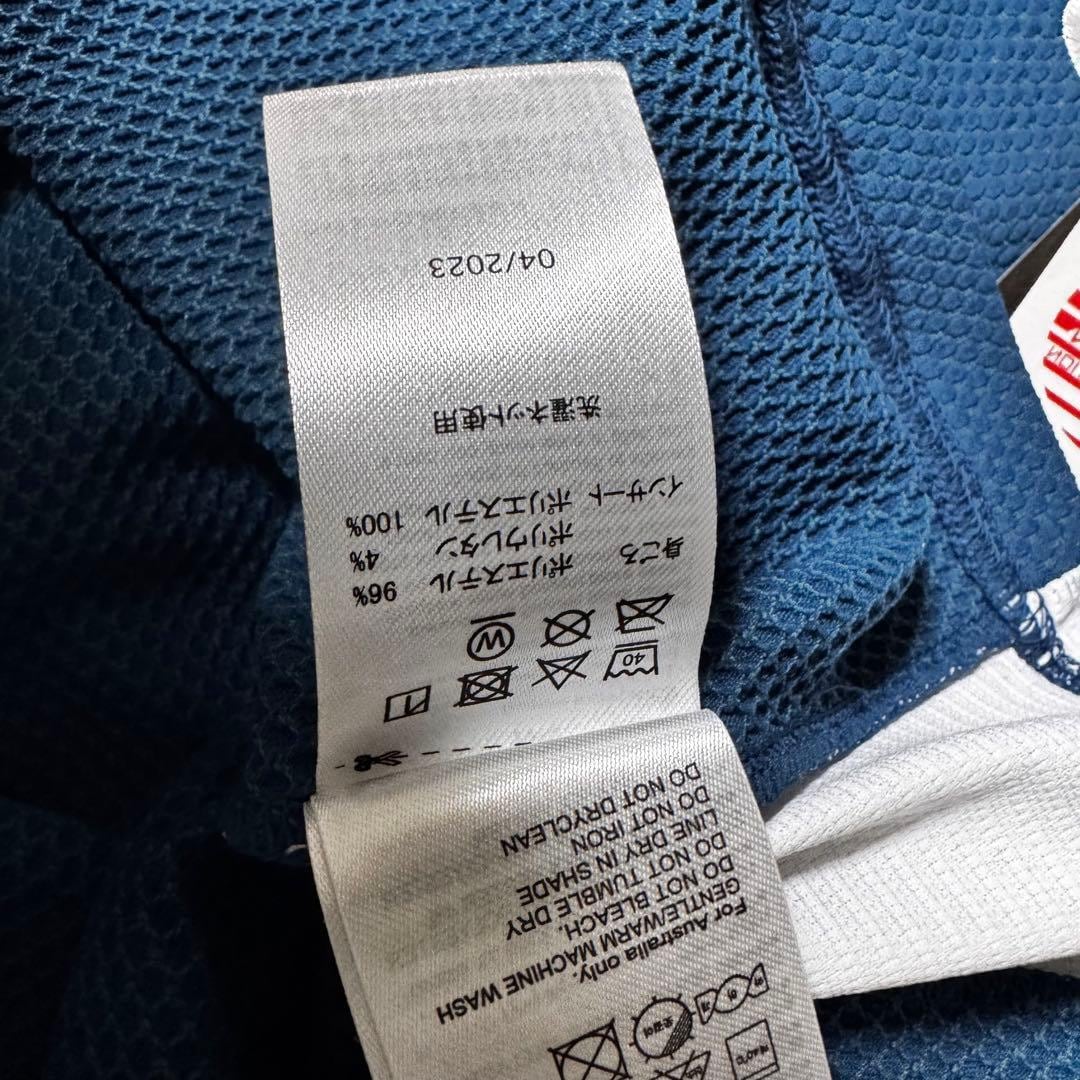 For Australia only.
GENTLE/WARM MACHINE WASH
DO NOT BLEACH.
DO NOT TUMBLE DRY
LINE DRY IN SHADE
DO NOT IRON
DO NOT DRYCLEAN
40
W
身ごろ ポリエステル 96%
ポリウレタン 4%
インサート ポリエステル 100%
洗濯ネット使用
04/2023